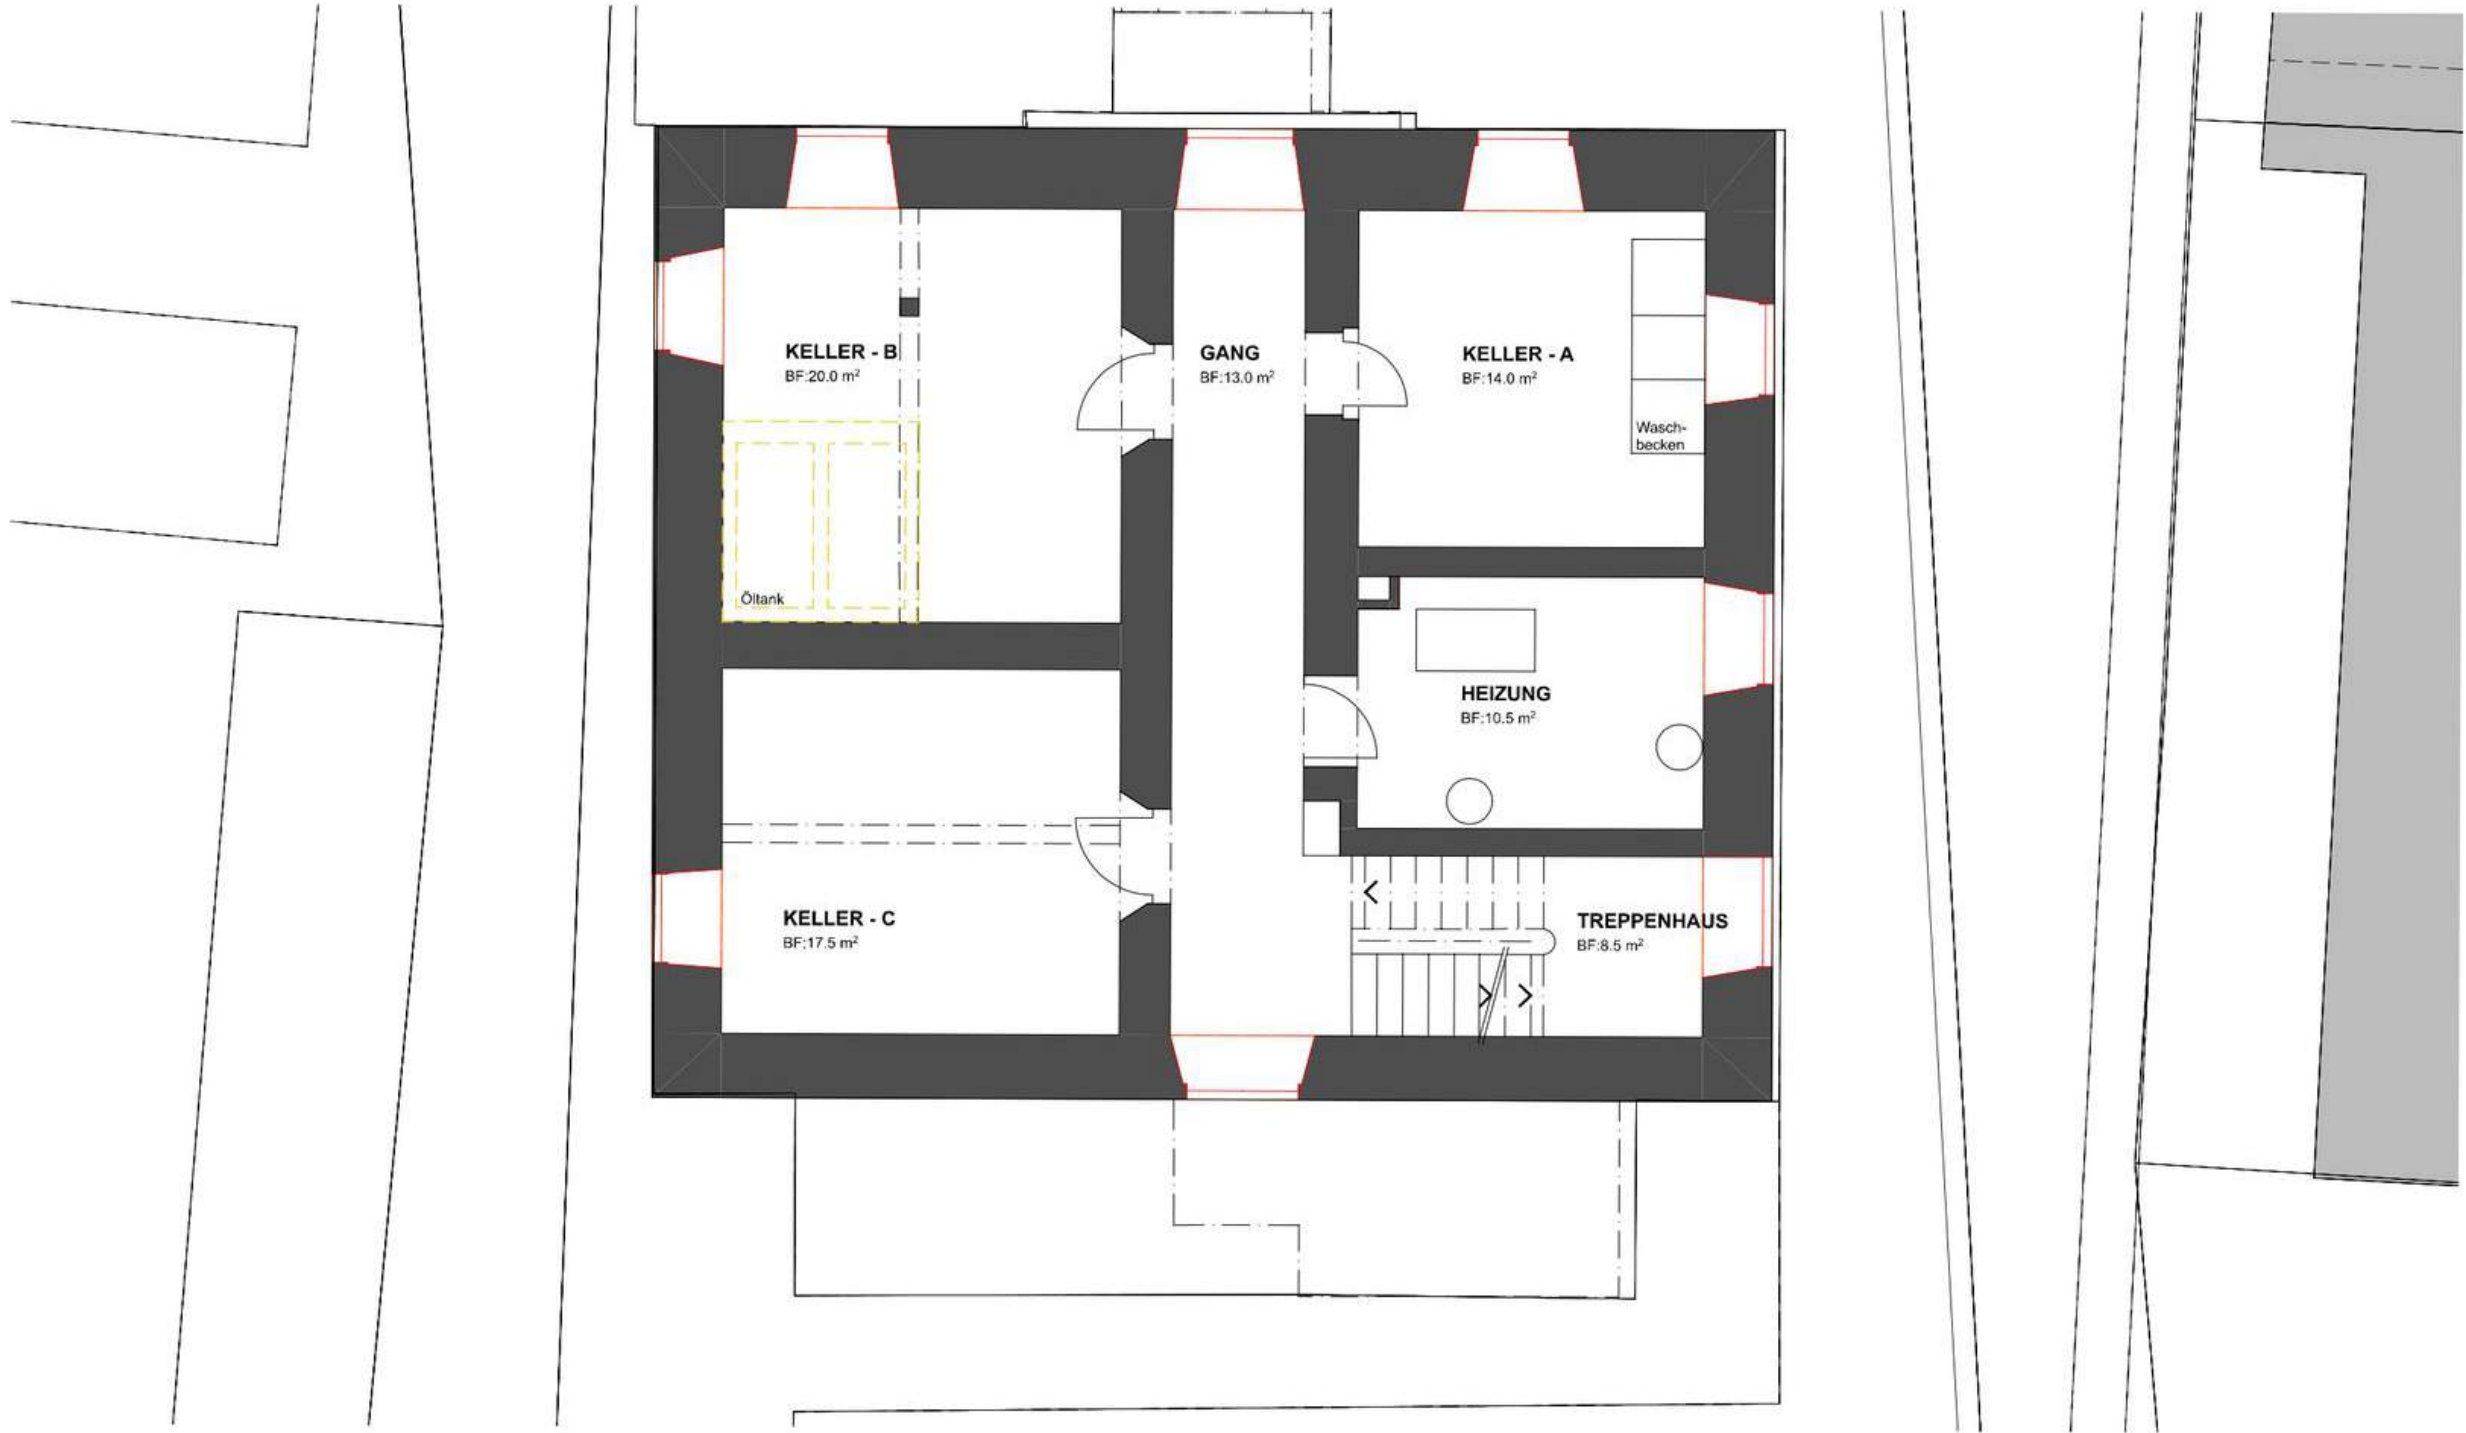 KELLER - B
BF:20.0 m²
GANG
BF:13.0 m²
KELLER - A
BF:14.0 m²
Wasch-
becken
Öltank
HEIZUNG
BF:10.5 m²
KELLER - C
BF:17.5 m²
TREPPENHAUS
BF:8.5 m²